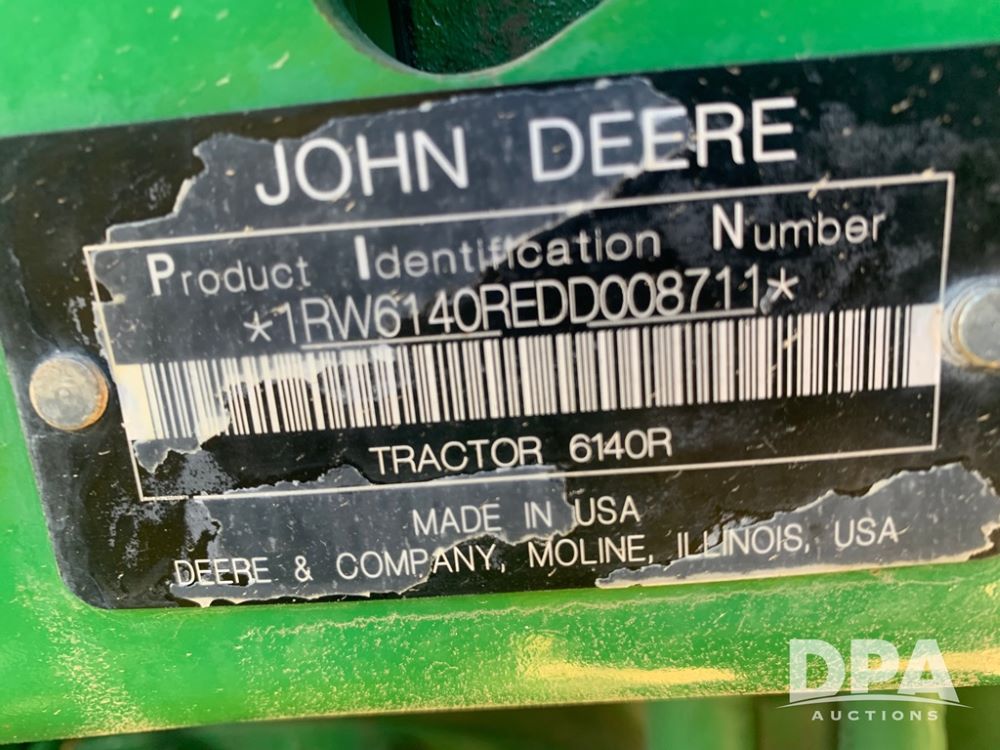 JOHN DEERE
Product Identification Number
*1RW6140REDD008711*
TRACTOR 6140R
MADE IN USA
DEERE & COMPANY, MOLINE, ILLINOIS, USA
DPA
AUCTIONS